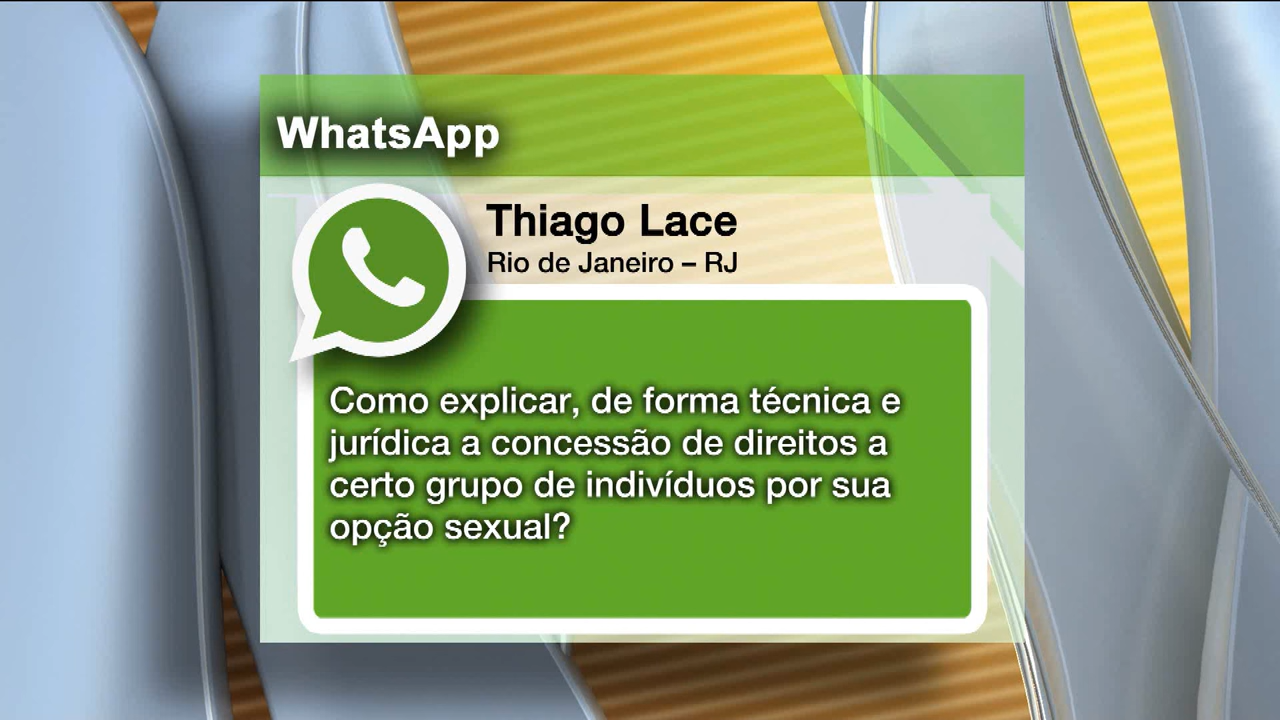 WhatsApp
Thiago Lace
Rio de Janeiro – RJ
Como explicar, de forma técnica e
jurídica a concessão de direitos a
certo grupo de indivíduos por sua
opção sexual?